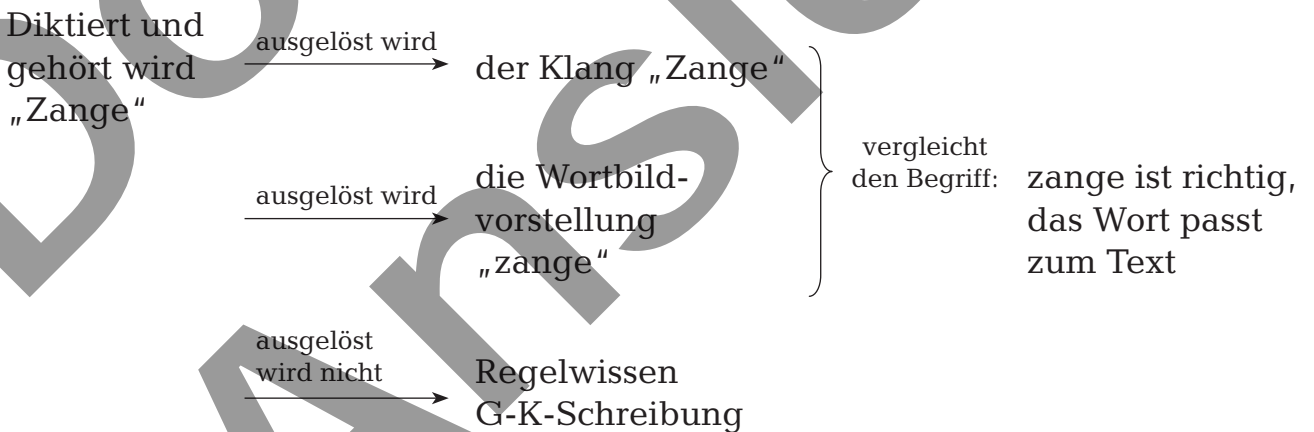 Diktiert und
gehört wird
„Zange“
ausgelöst wird
der Klang „Zange“
ausgelöst wird
die Wortbild-
vorstellung
„zange“
vergleicht
den Begriff:
zange ist richtig,
das Wort passt
zum Text
ausgelöst
wird nicht
Regelwissen
G-K-Schreibung